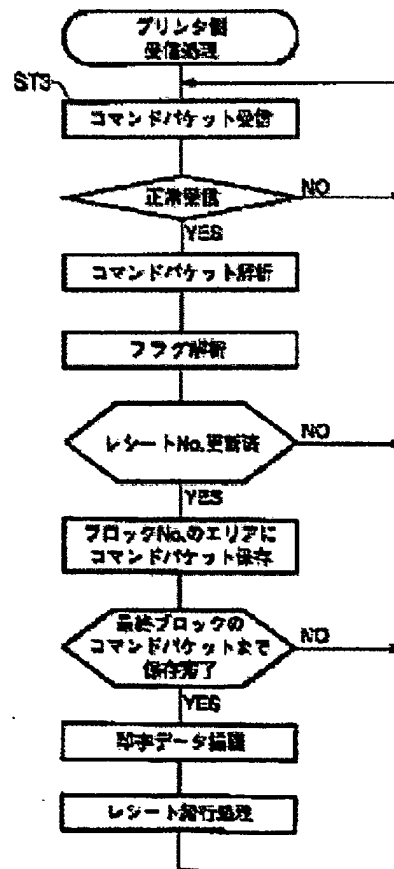 プリンタ側
受信処理
ST3
コマンドパケット受信
正常受信
NO
YES
コマンドパケット解析
フラグ解析
レシートNo.更新済
NO
YES
ブロックNo.のエリアに
コマンドパケット保存
最終ブロックの
コマンドパケットまで
保存完了
NO
YES
印字データ編集
レシート発行処理